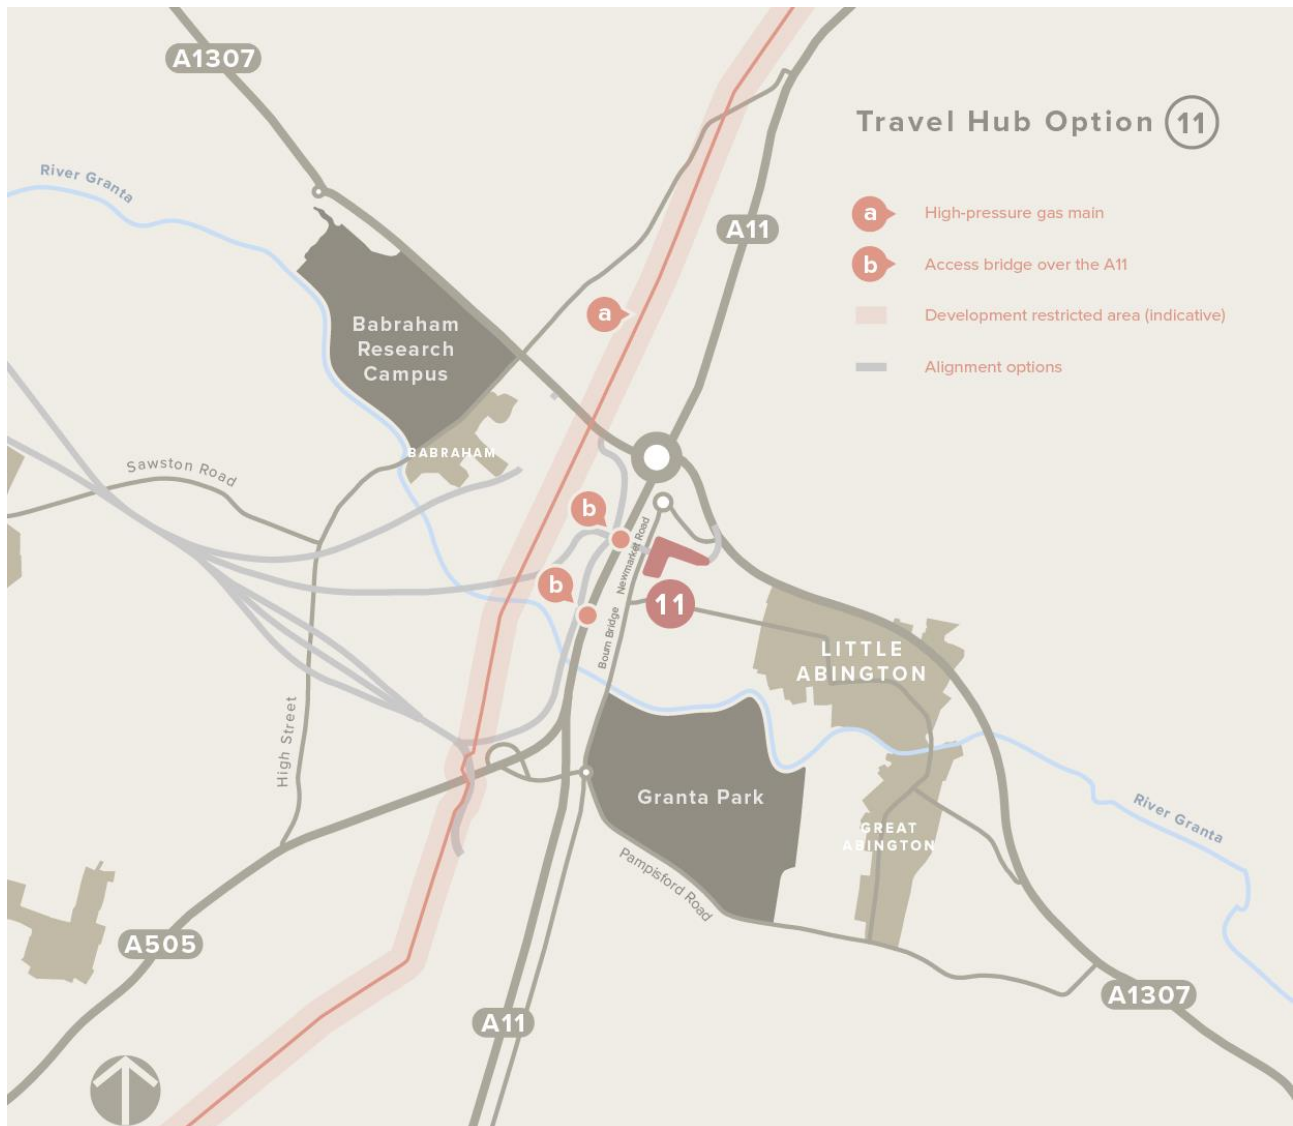 A1307
Travel Hub Option 11
River Granta
a High-pressure gas main
A11
b Access bridge over the A11
a
Development restricted area (indicative)
Babraham
Research
Campus
Alignment options
BABRAHAM
Sawston Road
b
Newmarket Road
b
11
Bourn Bridge
LITTLE
ABINGTON
High Street
Granta Park
River Granta
GREAT
ABINGTON
Pampisford Road
A505
A1307
A11